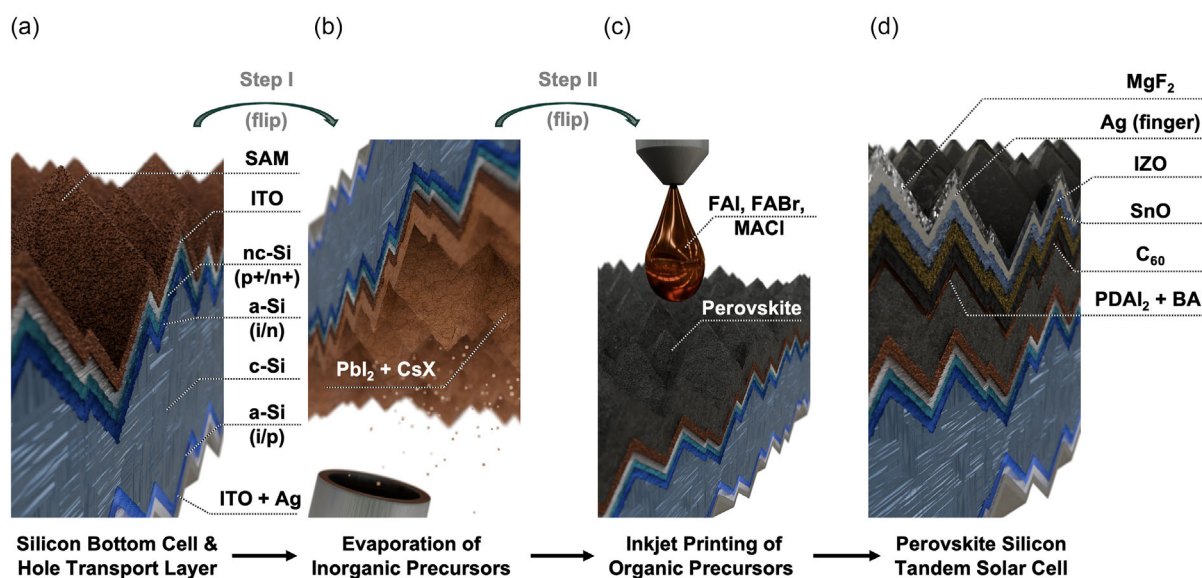 (a)
(b)
(c)
(d)
Step I
(flip)
Step II
(flip)
SAM
ITO
nc-Si
(p+/n+)
a-Si
(i/n)
c-Si
a-Si
(i/p)
ITO + Ag
PbI₂ + CsX
FAI, FABr,
MACl
Perovskite
MgF₂
Ag (finger)
IZO
SnO
C₆₀
PDAI₂ + BA
Silicon Bottom Cell &
Hole Transport Layer
Evaporation of
Inorganic Precursors
Inkjet Printing of
Organic Precursors
Perovskite Silicon
Tandem Solar Cell